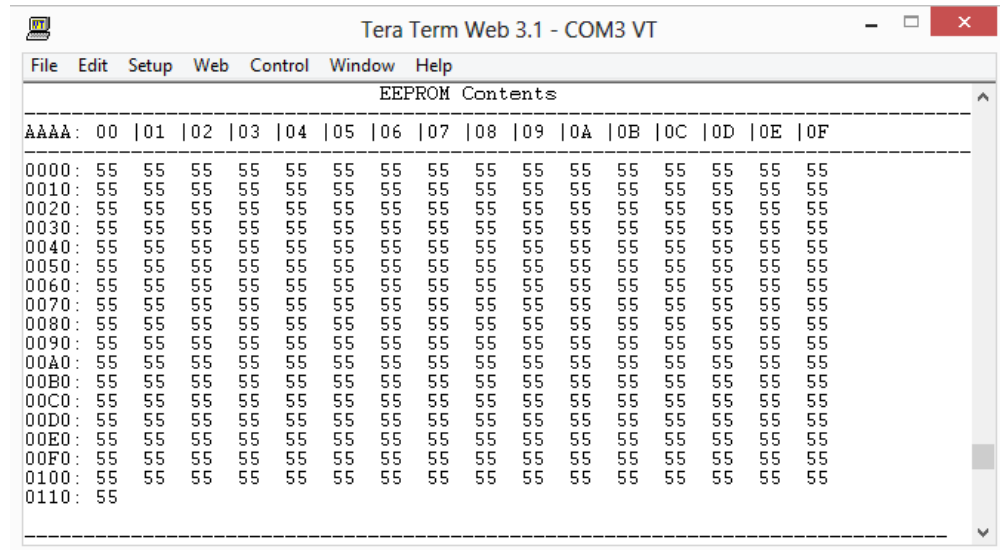 Tera Term Web 3.1 - COM3 VT
File Edit Setup Web Control Window Help
EEPROM Contents
--------------------------------------------------------------------------------
AAAA: 00 |01 |02 |03 |04 |05 |06 |07 |08 |09 |0A |0B |0C |0D |0E |0F
--------------------------------------------------------------------------------
0000: 55 55 55 55 55 55 55 55 55 55 55 55 55 55 55 55
0010: 55 55 55 55 55 55 55 55 55 55 55 55 55 55 55 55
0020: 55 55 55 55 55 55 55 55 55 55 55 55 55 55 55 55
0030: 55 55 55 55 55 55 55 55 55 55 55 55 55 55 55 55
0040: 55 55 55 55 55 55 55 55 55 55 55 55 55 55 55 55
0050: 55 55 55 55 55 55 55 55 55 55 55 55 55 55 55 55
0060: 55 55 55 55 55 55 55 55 55 55 55 55 55 55 55 55
0070: 55 55 55 55 55 55 55 55 55 55 55 55 55 55 55 55
0080: 55 55 55 55 55 55 55 55 55 55 55 55 55 55 55 55
0090: 55 55 55 55 55 55 55 55 55 55 55 55 55 55 55 55
00A0: 55 55 55 55 55 55 55 55 55 55 55 55 55 55 55 55
00B0: 55 55 55 55 55 55 55 55 55 55 55 55 55 55 55 55
00C0: 55 55 55 55 55 55 55 55 55 55 55 55 55 55 55 55
00D0: 55 55 55 55 55 55 55 55 55 55 55 55 55 55 55 55
00E0: 55 55 55 55 55 55 55 55 55 55 55 55 55 55 55 55
00F0: 55 55 55 55 55 55 55 55 55 55 55 55 55 55 55 55
0100: 55 55 55 55 55 55 55 55 55 55 55 55 55 55 55 55
0110: 55
--------------------------------------------------------------------------------